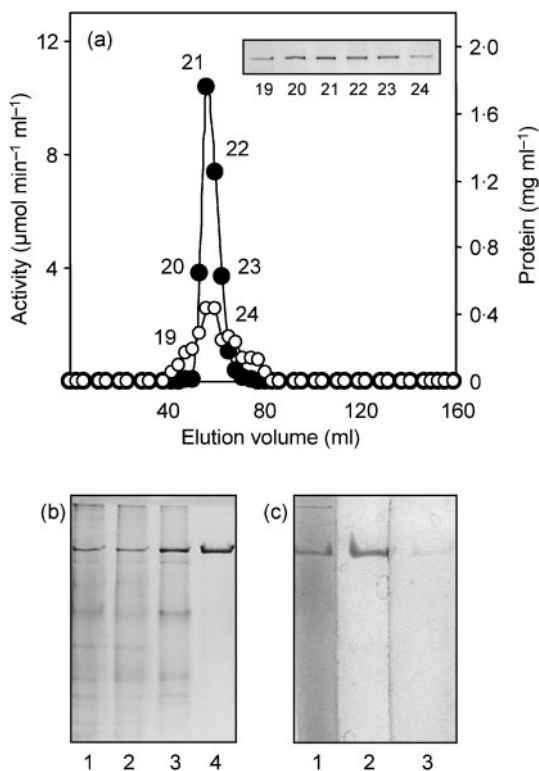 (a)
12
8
4
Activity (µmol min⁻¹ ml⁻¹)
2·0
1·6
1·2
0·8
0·4
0
Protein (mg ml⁻¹)
19 20 21 22 23 24
21
22
20
23
19
24
40 80 120 160
Elution volume (ml)
(b)
1 2 3 4
(c)
1 2 3